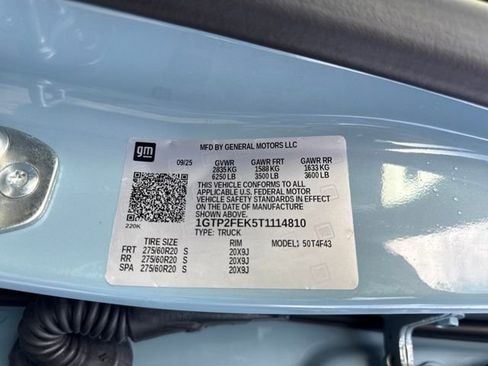 gm
MFD BY GENERAL MOTORS LLC
09/25 GVWR GAWR FRT GAWR RR
2835 KG 1588 KG 1633 KG
6250 LB 3500 LB 3600 LB
THIS VEHICLE CONFORMS TO ALL
APPLICABLE U.S. FEDERAL MOTOR
VEHICLE SAFETY STANDARDS IN EFFECT
ON THE DATE OF MANUFACTURE
SHOWN ABOVE.
220K 1GTP2FEK5T1114810
TYPE: TRUCK
TIRE SIZE RIM MODEL: 50T4F43
FRT 275/60R20 S 20X9J
RR 275/60R20 S 20X9J
SPA 275/60R20 S 20X9J